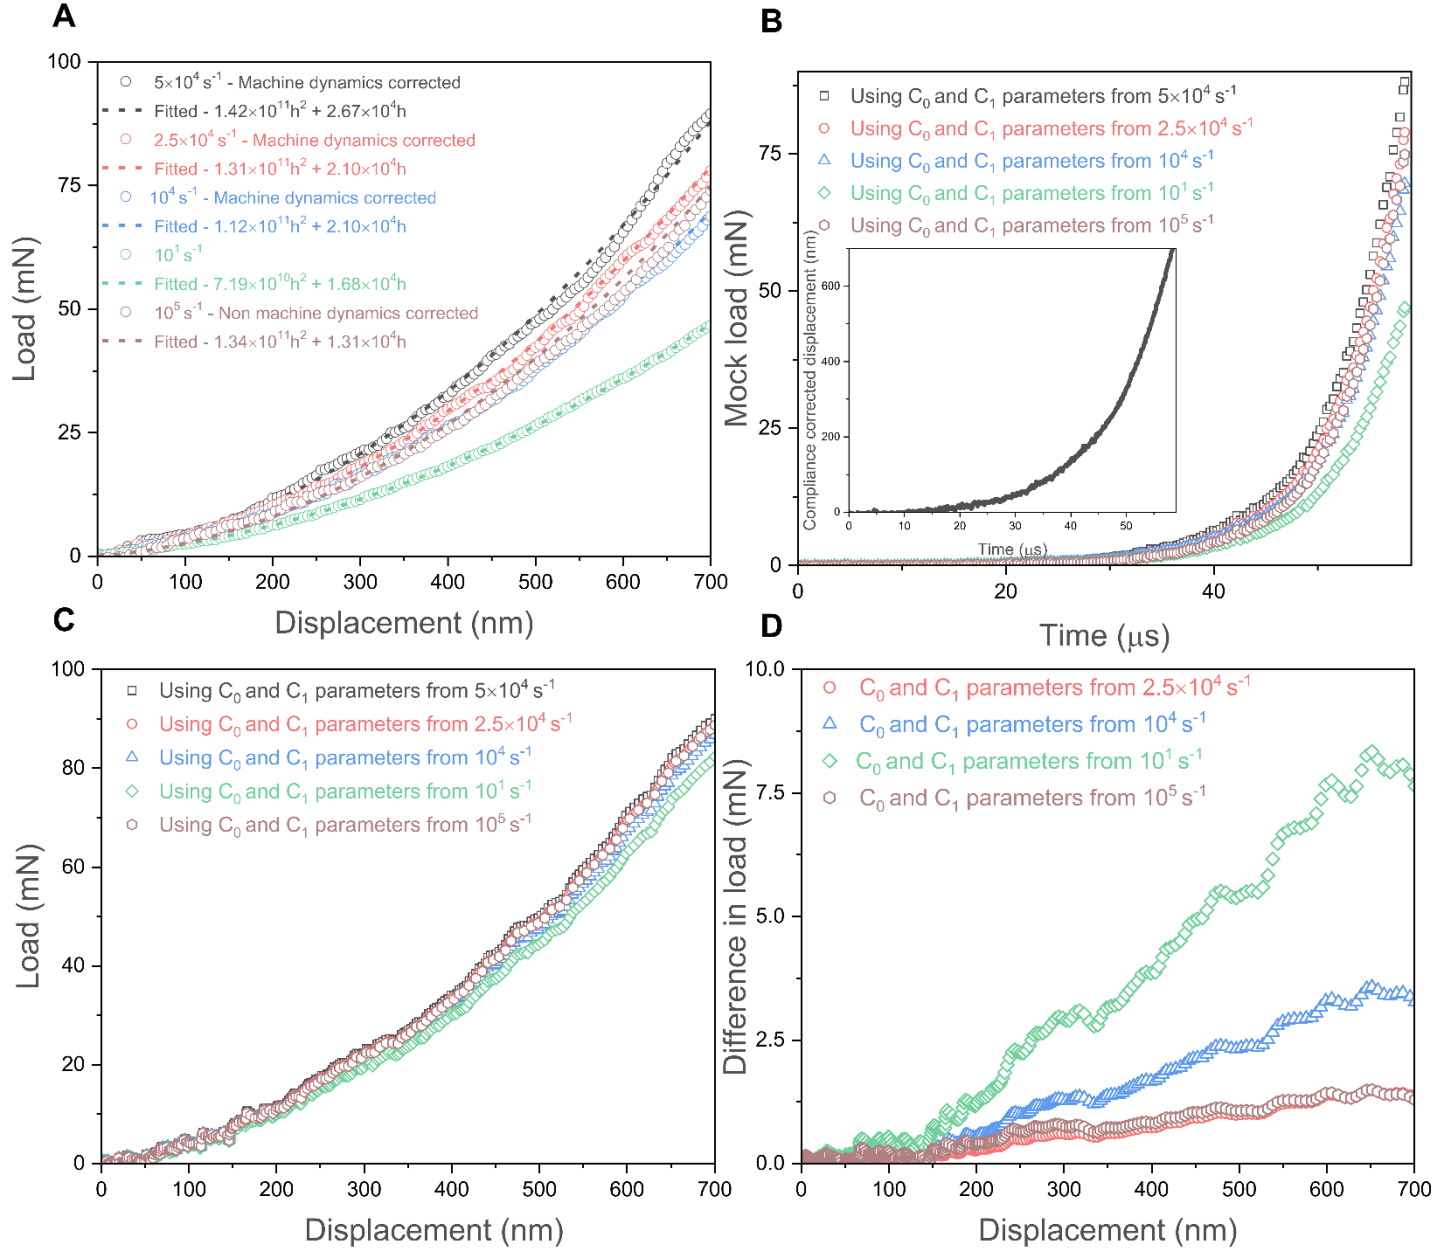 A
100
75
50
25
0
0
100
200
300
400
500
600
700
Load (mN)
Displacement (nm)
5×10⁴ s⁻¹ - Machine dynamics corrected
Fitted - 1.42×10¹¹h² + 2.67×10⁴h
2.5×10⁴ s⁻¹ - Machine dynamics corrected
Fitted - 1.31×10¹¹h² + 2.10×10⁴h
10⁴ s⁻¹ - Machine dynamics corrected
Fitted - 1.12×10¹¹h² + 2.10×10⁴h
10¹ s⁻¹
Fitted - 7.19×10¹⁰h² + 1.68×10⁴h
10⁵ s⁻¹ - Non machine dynamics corrected
Fitted - 1.34×10¹¹h² + 1.31×10⁴h
B
75
50
25
0
0
20
40
Mock load (mN)
Time (μs)
Using C₀ and C₁ parameters from 5×10⁴ s⁻¹
Using C₀ and C₁ parameters from 2.5×10⁴ s⁻¹
Using C₀ and C₁ parameters from 10⁴ s⁻¹
Using C₀ and C₁ parameters from 10¹ s⁻¹
Using C₀ and C₁ parameters from 10⁵ s⁻¹
Compliance corrected displacement (nm)
600
400
200
0
0
10
20
30
40
50
Time (μs)
C
100
80
60
40
20
0
0
100
200
300
400
500
600
700
Load (mN)
Displacement (nm)
Using C₀ and C₁ parameters from 5×10⁴ s⁻¹
Using C₀ and C₁ parameters from 2.5×10⁴ s⁻¹
Using C₀ and C₁ parameters from 10⁴ s⁻¹
Using C₀ and C₁ parameters from 10¹ s⁻¹
Using C₀ and C₁ parameters from 10⁵ s⁻¹
D
10.0
7.5
5.0
2.5
0.0
0
100
200
300
400
500
600
700
Difference in load (mN)
Displacement (nm)
C₀ and C₁ parameters from 2.5×10⁴ s⁻¹
C₀ and C₁ parameters from 10⁴ s⁻¹
C₀ and C₁ parameters from 10¹ s⁻¹
C₀ and C₁ parameters from 10⁵ s⁻¹